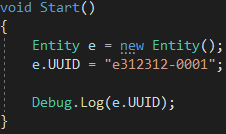 void Start()
{
    Entity e = new Entity();
    e.UUID = "e312312-0001";
    Debug.Log(e.UUID);
}